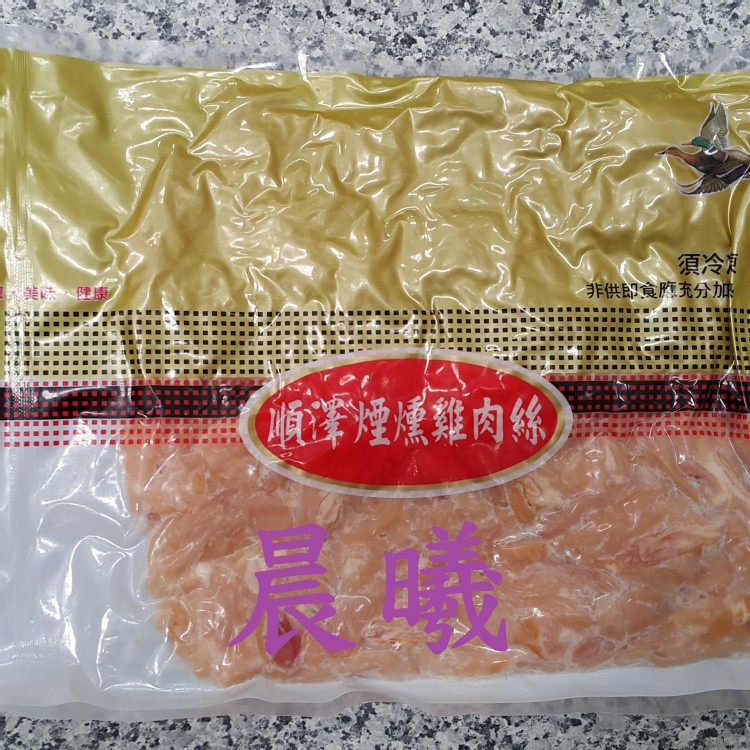 須冷凍
非供即食應充分加熱
美味·健康
順澤煙燻雞肉絲
晨曦